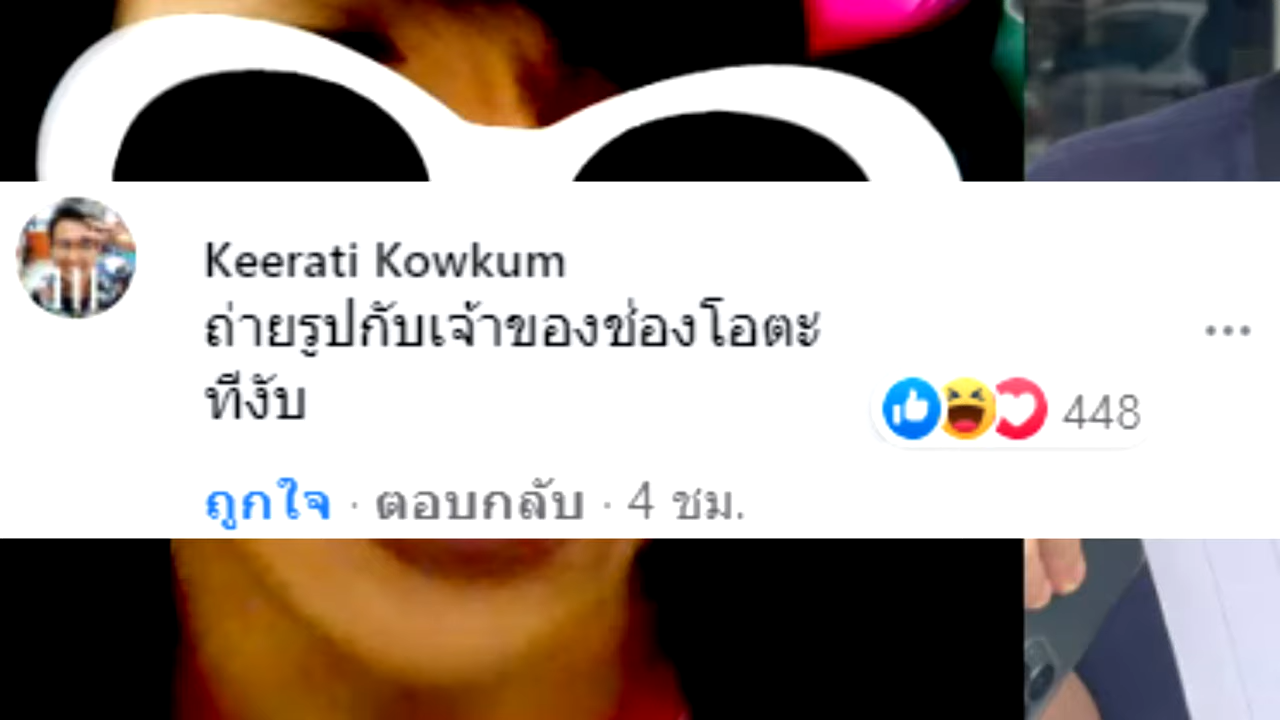 Keerati Kowkum
ถ่ายรูปกับเจ้าของช่องโอตะ
ทีงับ
448
ถูกใจ · ตอบกลับ · 4 ชม.